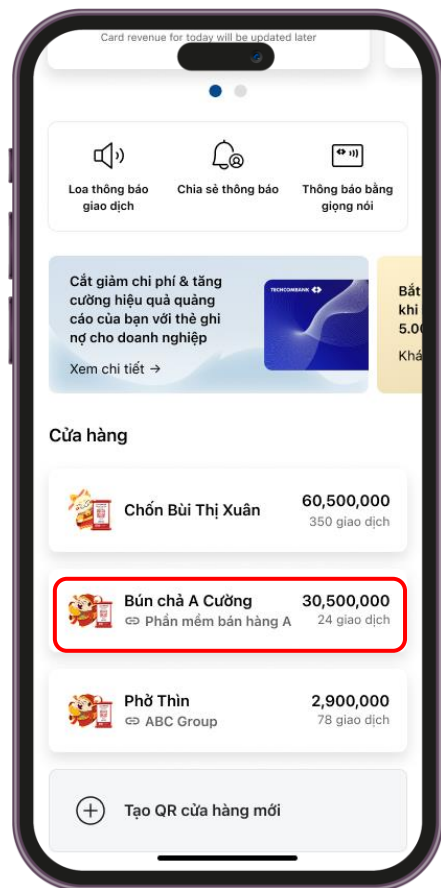 Card revenue for today will be updated later
Loa thông báo
giao dịch
Chia sẻ thông báo
Thông báo bằng
giọng nói
Cắt giảm chi phí & tăng
cường hiệu quả quảng
cáo của bạn với thẻ ghi
nợ cho doanh nghiệp
Xem chi tiết →
TECHCOMBANK
Bắt
khi
5.00
Khá
Cửa hàng
Chốn Bùi Thị Xuân
60,500,000
350 giao dịch
Bún chả A Cường
30,500,000
Phần mềm bán hàng A
24 giao dịch
Phở Thìn
2,900,000
ABC Group
78 giao dịch
Tạo QR cửa hàng mới